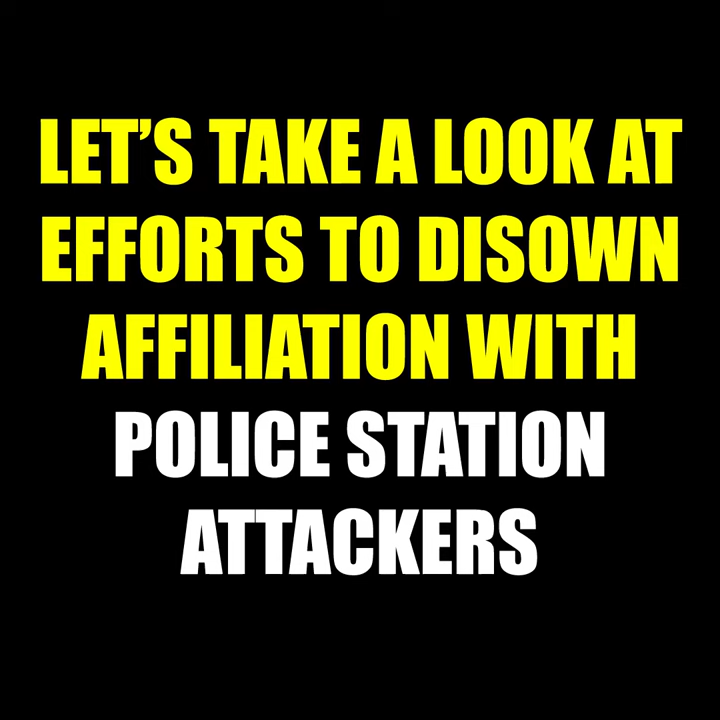 LET’S TAKE A LOOK AT
EFFORTS TO DISOWN
AFFILIATION WITH
POLICE STATION
ATTACKERS